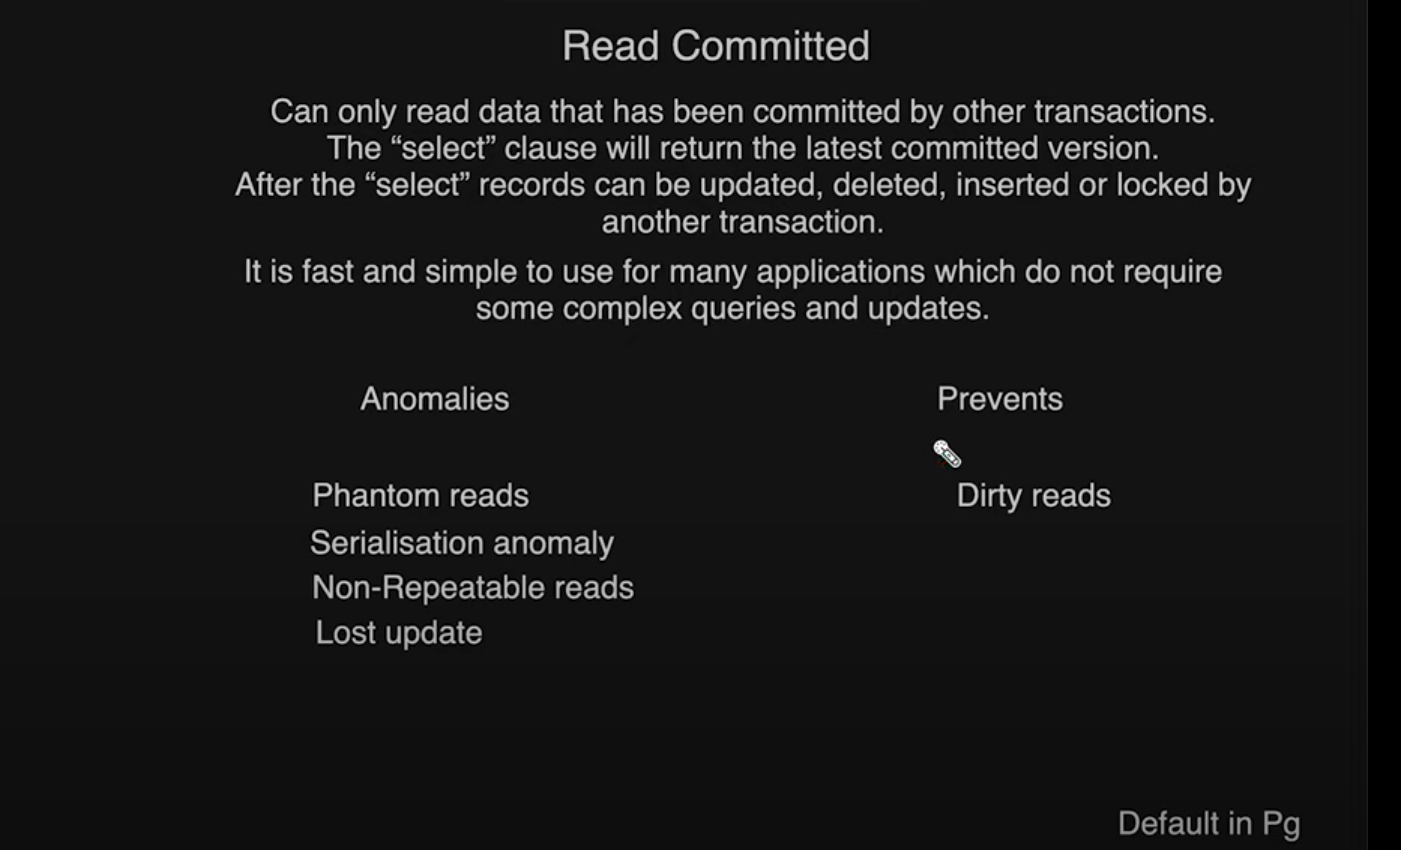 Read Committed
Can only read data that has been committed by other transactions.
The “select” clause will return the latest committed version.
After the “select” records can be updated, deleted, inserted or locked by
another transaction.
It is fast and simple to use for many applications which do not require
some complex queries and updates.
Anomalies
Phantom reads
Serialisation anomaly
Non-Repeatable reads
Lost update
Prevents
Dirty reads
Default in Pg